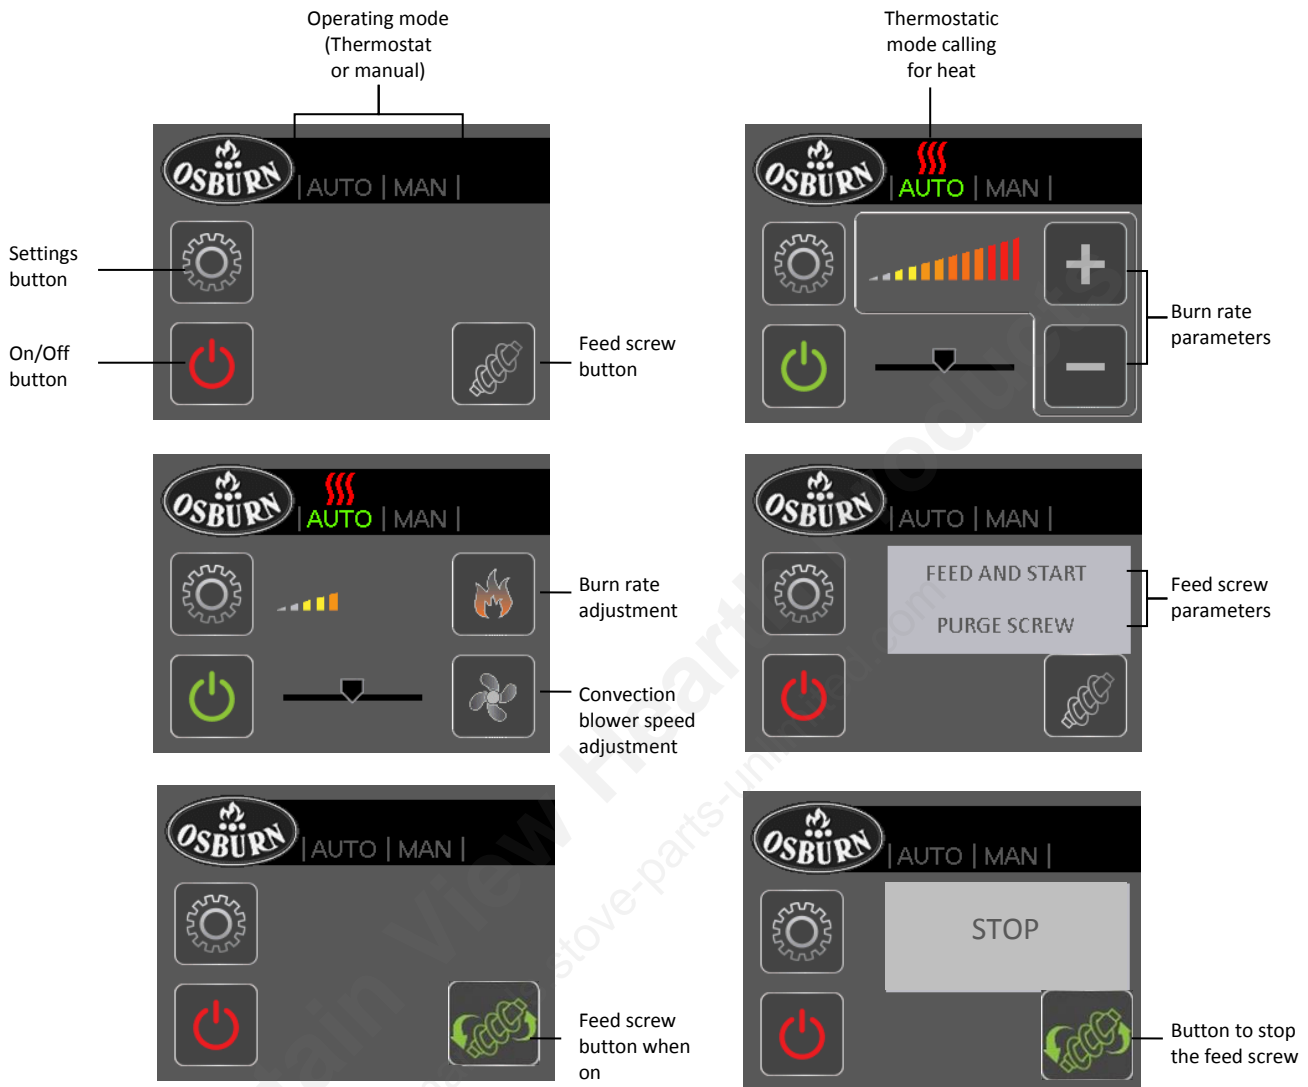 Operating mode
(Thermostat
or manual)
OSBURN
| AUTO | MAN |
Settings
button
On/Off
button
Feed screw
button
Thermostatic
mode calling
for heat
OSBURN
| AUTO | MAN |
Burn rate
parameters
OSBURN
| AUTO | MAN |
Burn rate
adjustment
Convection
blower speed
adjustment
OSBURN
| AUTO | MAN |
FEED AND START
PURGE SCREW
Feed screw
parameters
OSBURN
| AUTO | MAN |
Feed screw
button when
on
OSBURN
| AUTO | MAN |
STOP
Button to stop
the feed screw